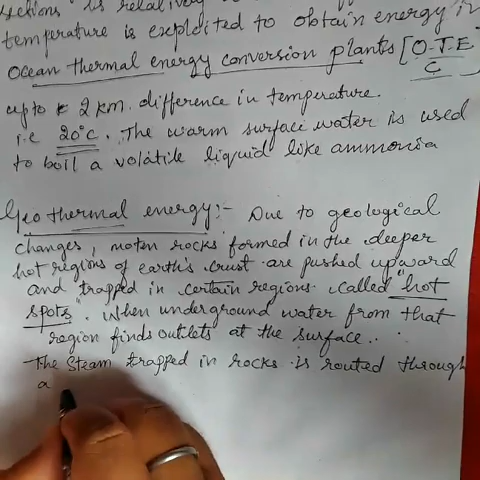 is relatively
temperature is exploited to obtain energy in
Ocean thermal energy conversion plants [O-T-E
C
upto 2 km. difference in temperature.
i.e 20°C. The warm surface water is used
to boil a volatile liquid like ammonia
Geothermal energy:- Due to geological
changes, moten rocks formed in the deeper
hot regions of earth's crust are pushed upward
and trapped in certain regions called "hot
spots". When underground water from that
region finds outlets at the surface..
The Steam trapped in rocks is routed through
a